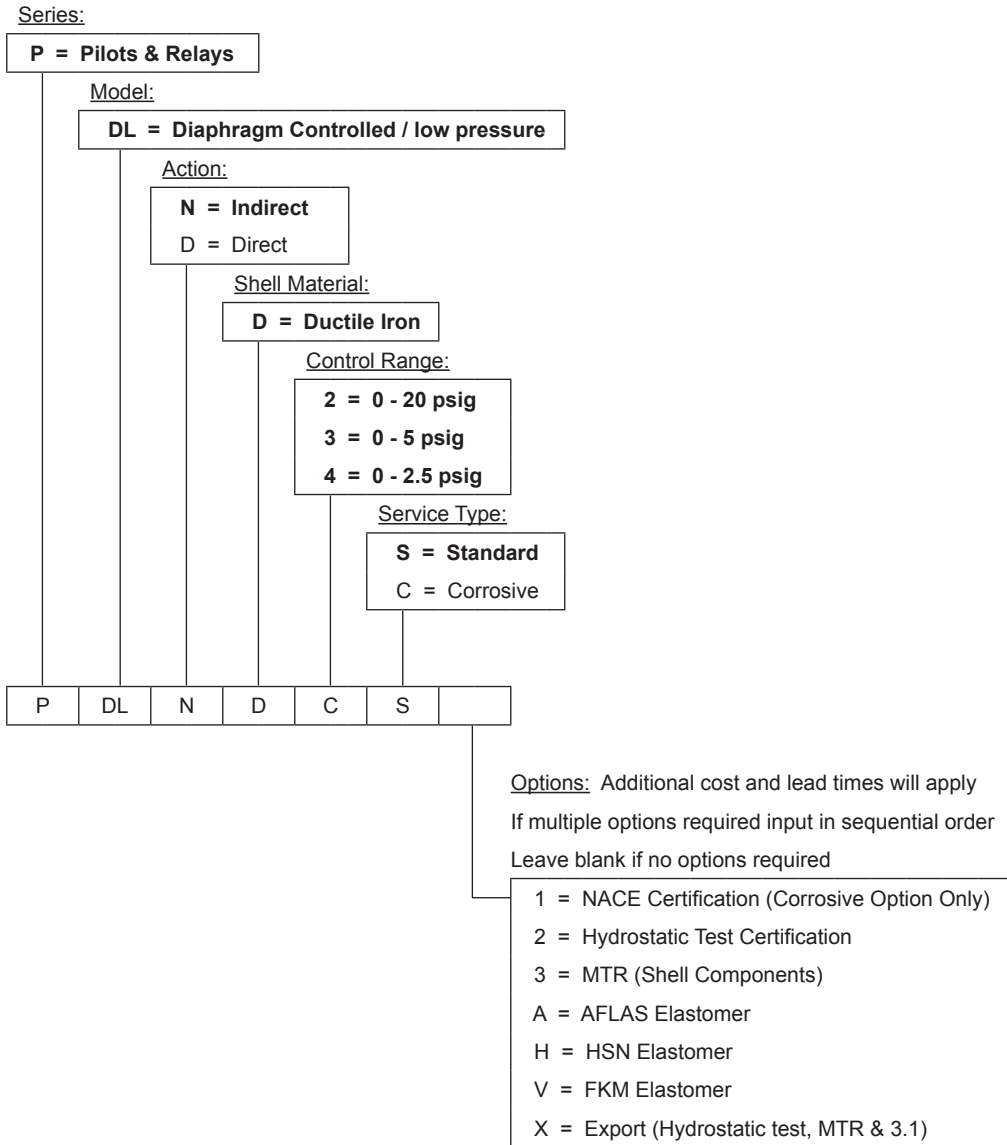 Series:
P = Pilots & Relays
Model:
DL = Diaphragm Controlled / low pressure
Action:
N = Indirect
D = Direct
Shell Material:
D = Ductile Iron
Control Range:
2 = 0 - 20 psig
3 = 0 - 5 psig
4 = 0 - 2.5 psig
Service Type:
S = Standard
C = Corrosive
P DL N D C S
Options: Additional cost and lead times will apply
If multiple options required input in sequential order
Leave blank if no options required
1 = NACE Certification (Corrosive Option Only)
2 = Hydrostatic Test Certification
3 = MTR (Shell Components)
A = AFLAS Elastomer
H = HSN Elastomer
V = FKM Elastomer
X = Export (Hydrostatic test, MTR & 3.1)